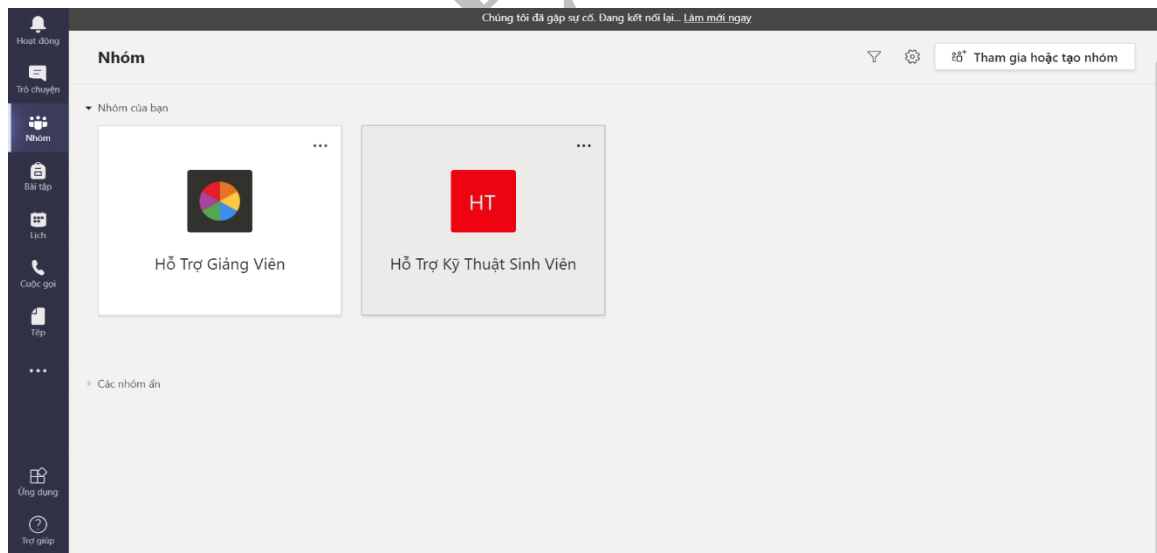 Chúng tôi đã gặp sự cố. Đang kết nối lại... Làm mới ngay
Hoạt động
Trò chuyện
Nhóm
Bài tập
Lịch
Cuộc gọi
Tệp
Ứng dụng
Trợ giúp
Nhóm
Tham gia hoặc tạo nhóm
Nhóm của bạn
Hỗ Trợ Giảng Viên
HT
Hỗ Trợ Kỹ Thuật Sinh Viên
Các nhóm ẩn